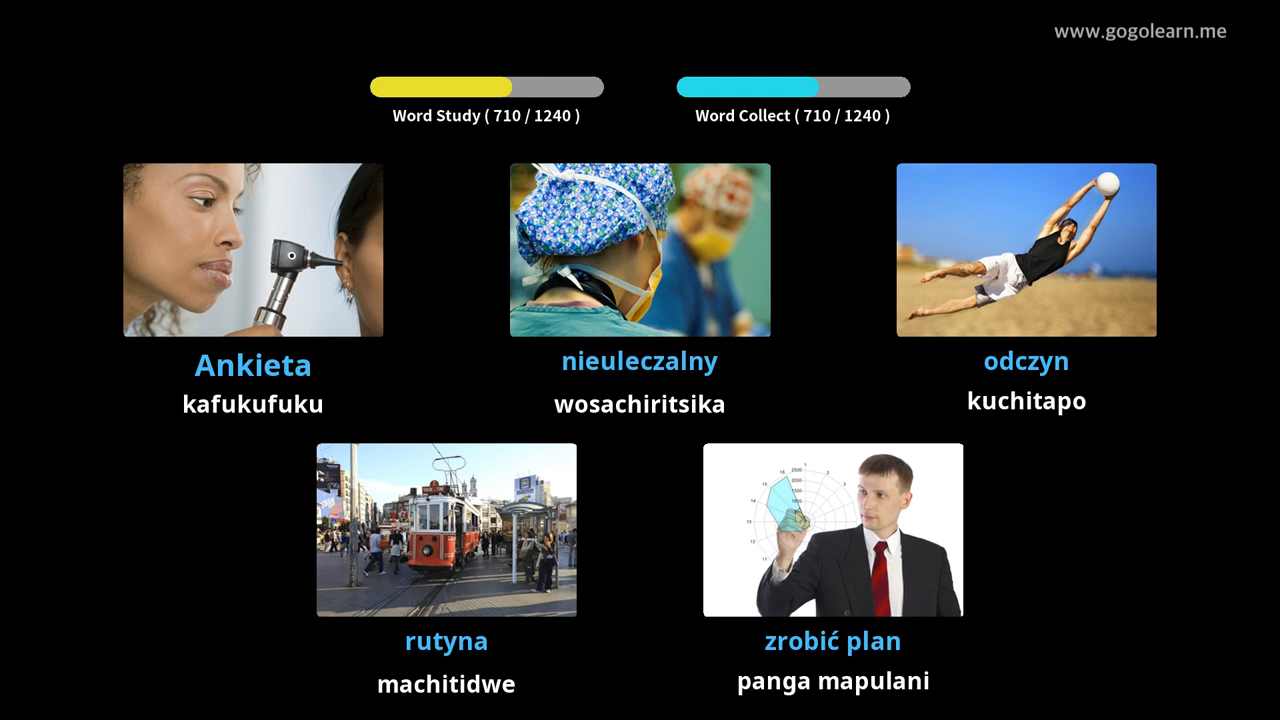 www.gogolearn.me
Word Study ( 710 / 1240 )
Word Collect ( 710 / 1240 )
Ankieta
kafukufuku
nieuleczalny
wosachiritsika
odczyn
kuchitapo
rutyna
machitidwe
zrobić plan
panga mapulani